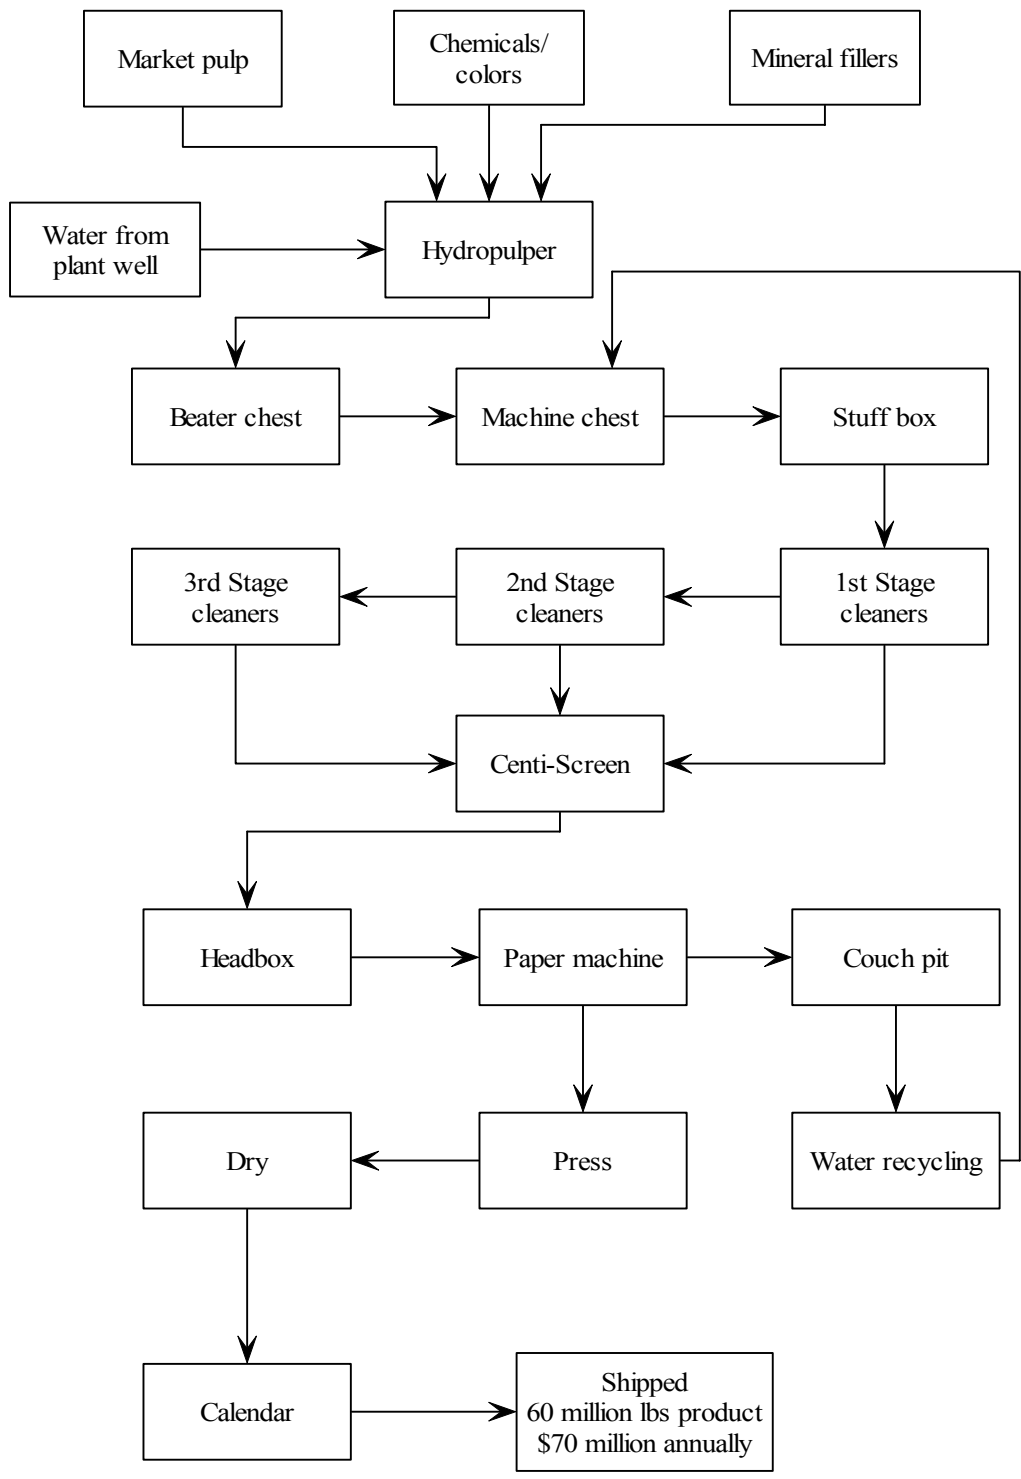 Market pulp
Chemicals/
colors
Mineral fillers
Water from
plant well
Hydropulper
Beater chest
Machine chest
Stuff box
3rd Stage
cleaners
2nd Stage
cleaners
1st Stage
cleaners
Centi-Screen
Headbox
Paper machine
Couch pit
Dry
Press
Water recycling
Calendar
Shipped
60 million lbs product
$70 million annually